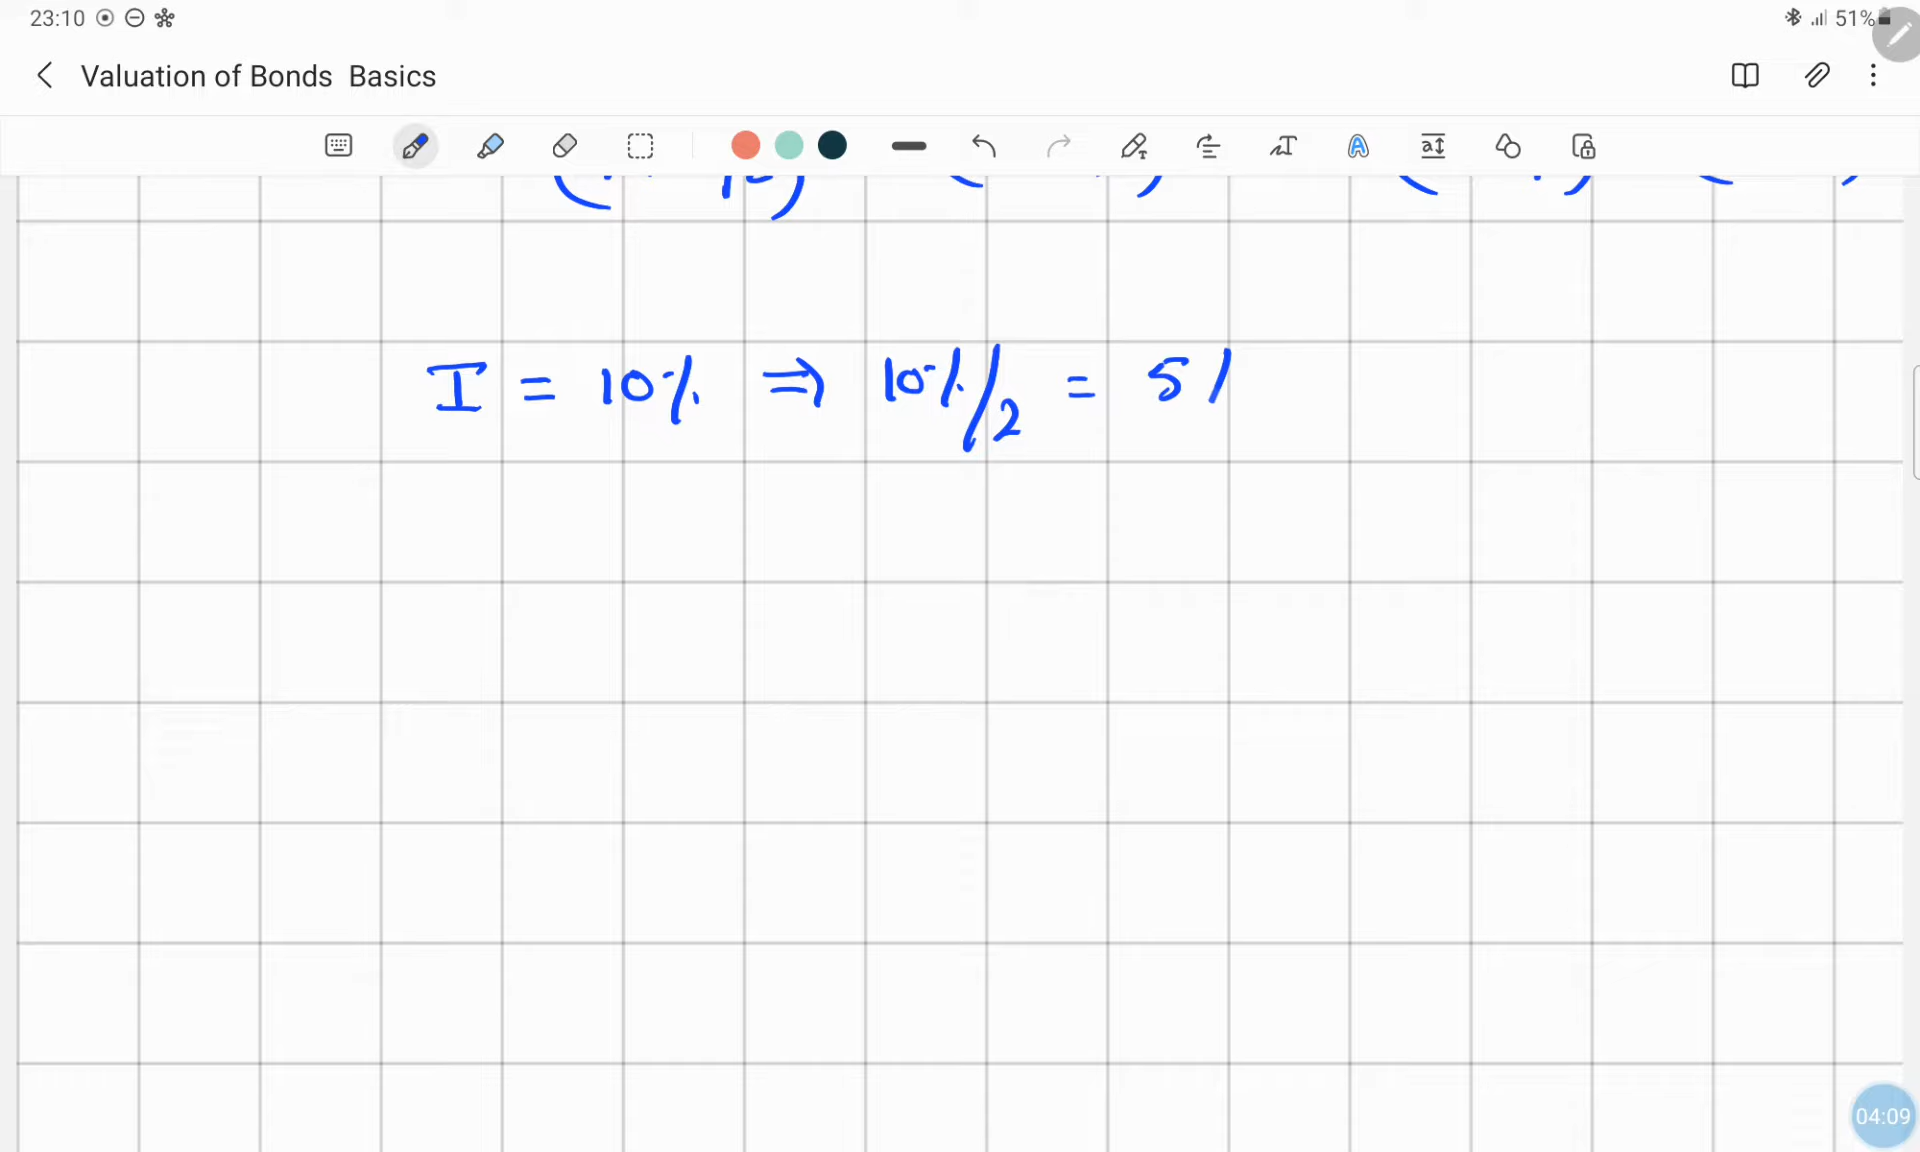 23:10 51%
Valuation of Bonds Basics
I = 10% ⇒ 10%/2 = 5 /
04:09